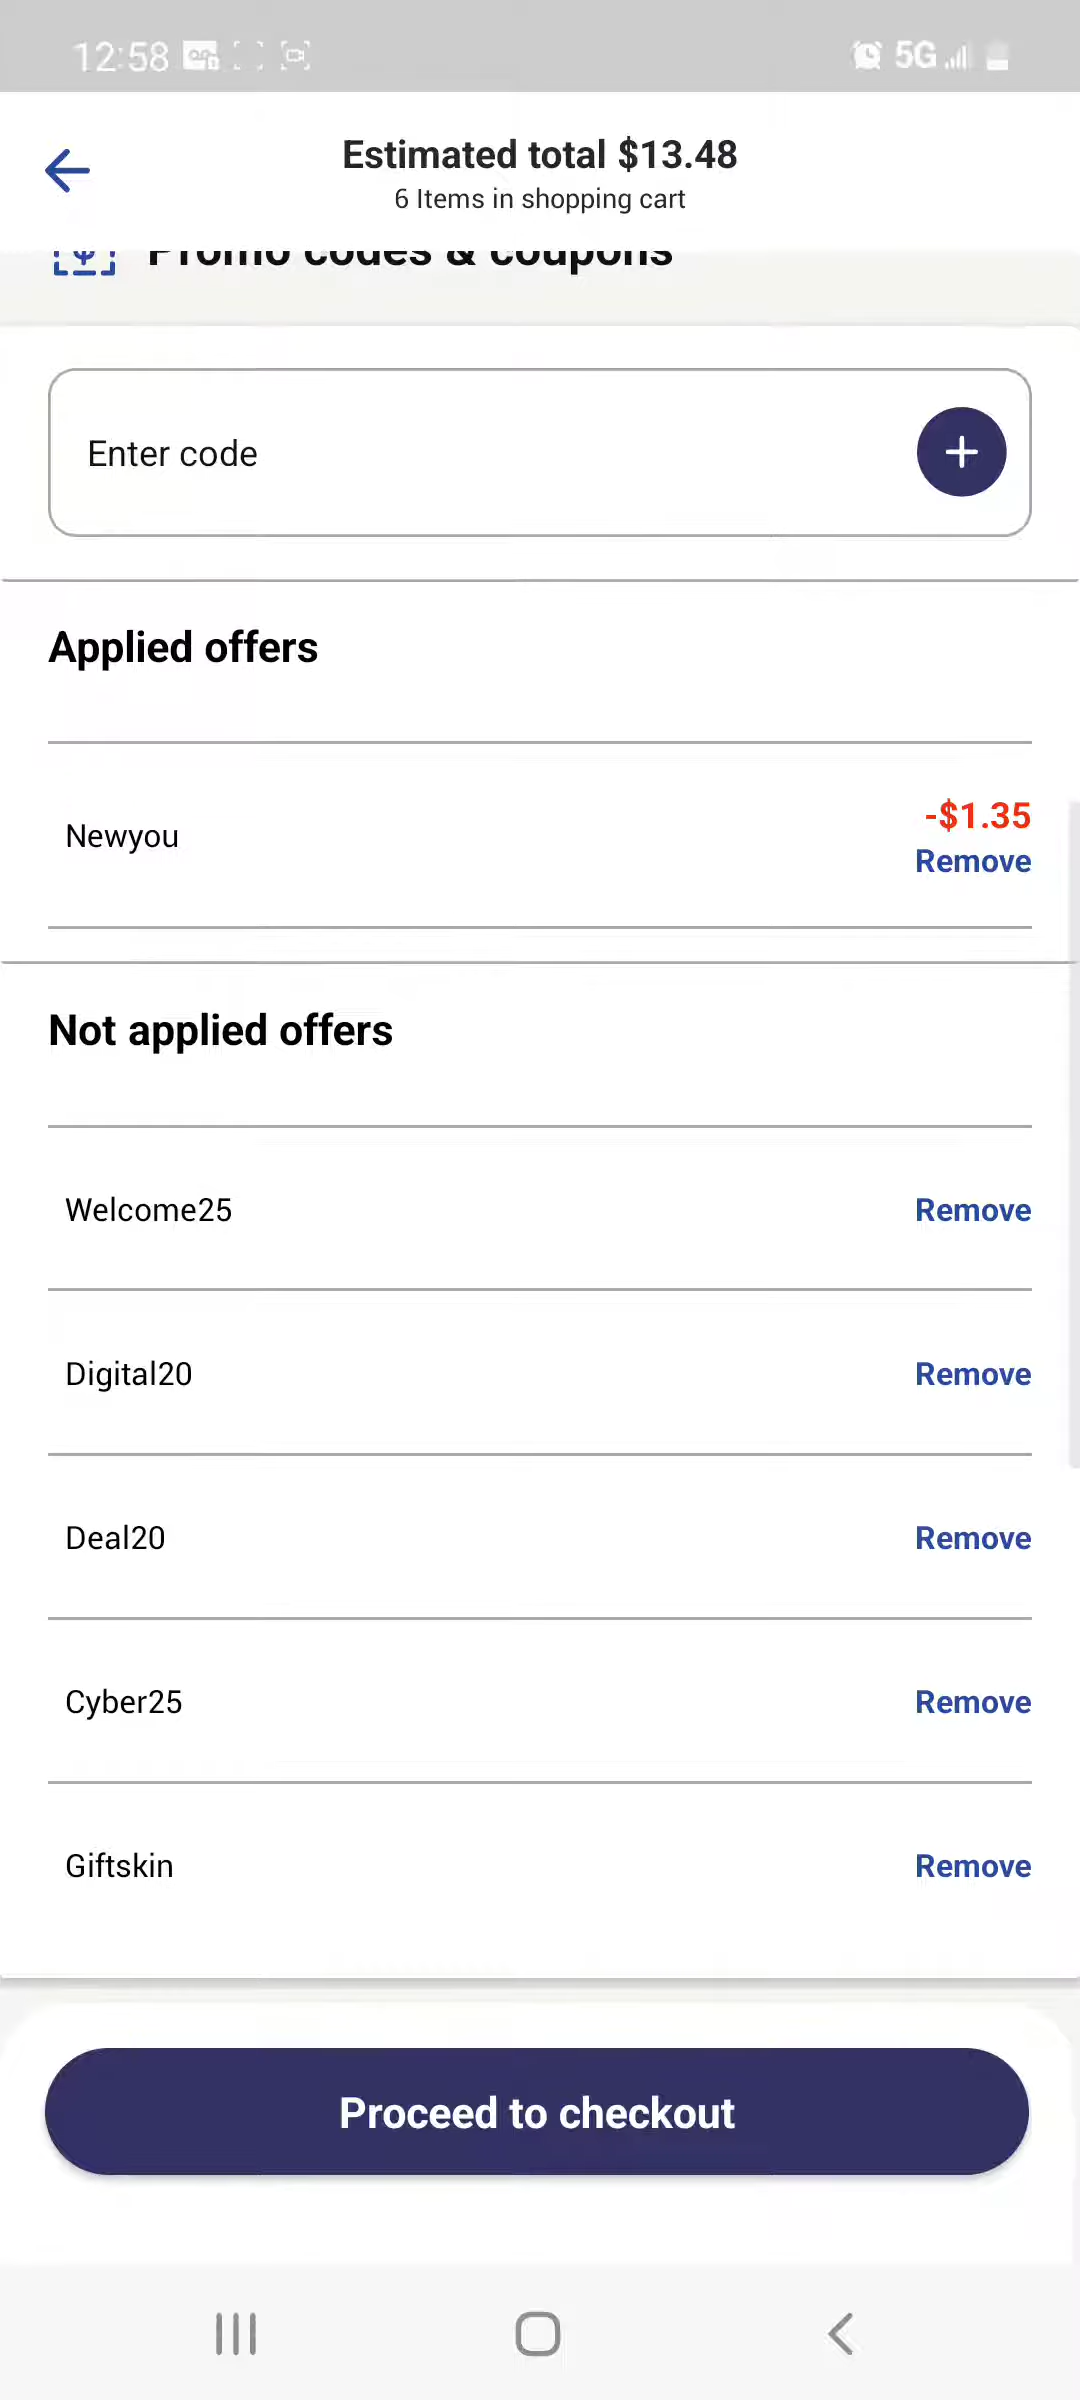 12:58
5G
Estimated total $13.48
6 Items in shopping cart
Promo codes & coupons
Enter code
Applied offers
Newyou
-$1.35
Remove
Not applied offers
Welcome25
Remove
Digital20
Remove
Deal20
Remove
Cyber25
Remove
Giftskin
Remove
Proceed to checkout